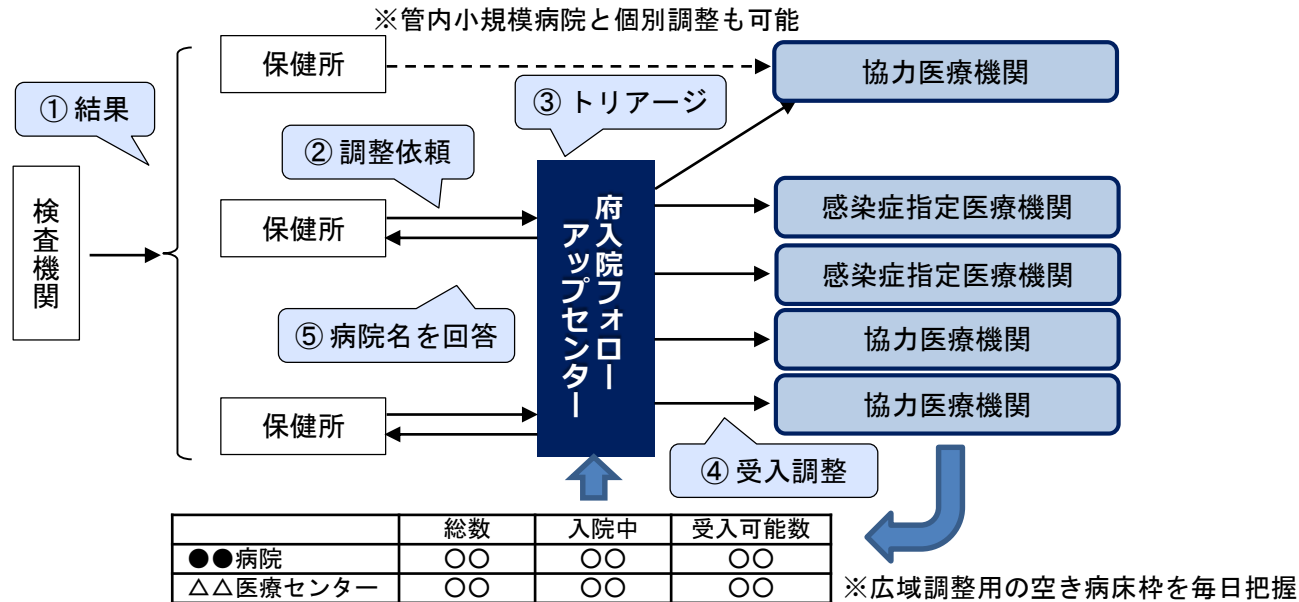 ※管内小規模病院と個別調整も可能
保健所
協力医療機関
① 結果
③ トリアージ
② 調整依頼
検査機関
保健所
府入院フォロー
アップセンター
感染症指定医療機関
感染症指定医療機関
⑤ 病院名を回答
協力医療機関
協力医療機関
保健所
④ 受入調整
総数 入院中 受入可能数
●●病院 〇〇 〇〇 〇〇
△△医療センター 〇〇 〇〇 〇〇
※広域調整用の空き病床枠を毎日把握